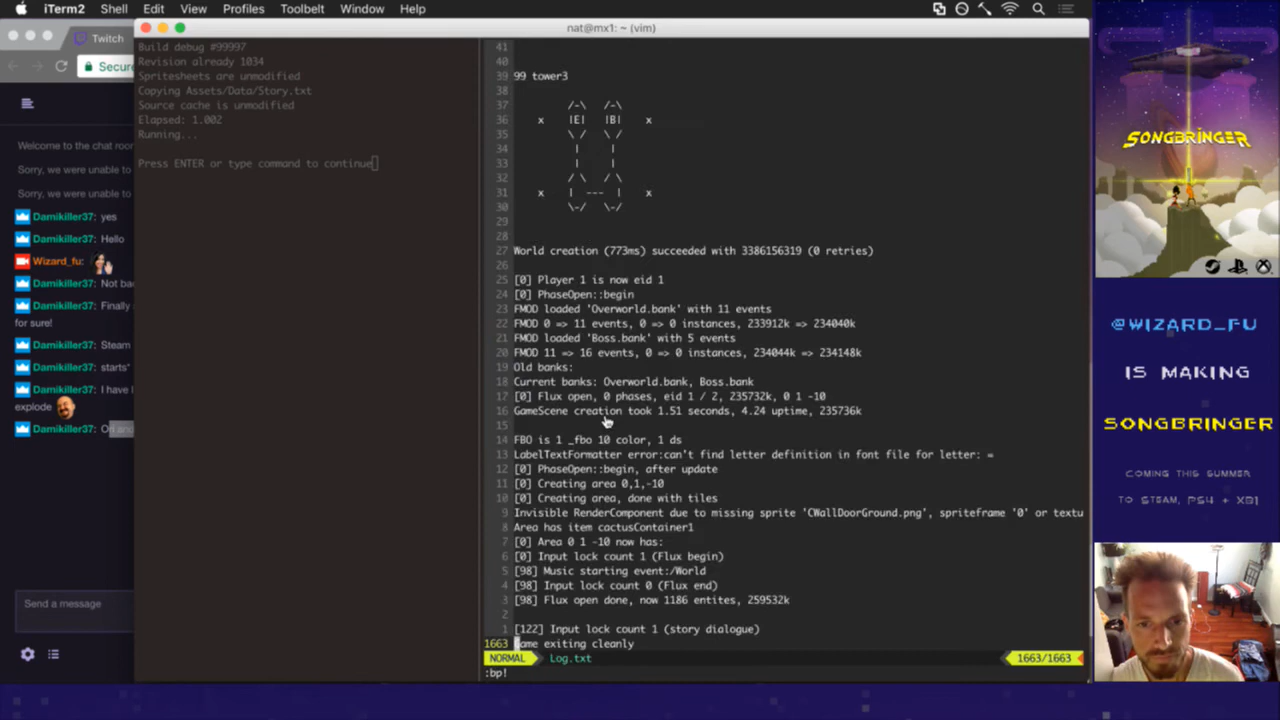 iTerm2 Shell Edit View Profiles Toolbelt Window Help
Twitch
Secure
Welcome to the chat room
Sorry, we were unable to
Sorry, we were unable to
Damikiller37: yes
Damikiller37: Hello
Wizard_fu:
Damikiller37: Not ba
Damikiller37: Finally
for sure!
Damikiller37: Steam
Damikiller37: starts*
Damikiller37: I have l
explode
Send a message
nat@mx1: ~ (vim)
Build debug #99997
Revision already 1034
Spritesheets are unmodified
Copying Assets/Data/Story.txt
Source cache is unmodified
Elapsed: 1.002
Running...
Press ENTER or type command to continue
41
40
39 99 tower3
38
37 /-\ /-\
36 x |E| |B| x
35 \ / \ /
34 | |
33 | |
32 / \ / \
31 x | --- | x
30 \-/ \-/
29
28
27 World creation (773ms) succeeded with 3386156319 (0 retries)
26
25 [0] Player 1 is now eid 1
24 [0] PhaseOpen::begin
23 FMOD loaded 'Overworld.bank' with 11 events
22 FMOD 0 => 11 events, 0 => 0 instances, 233912k => 234040k
21 FMOD loaded 'Boss.bank' with 5 events
20 FMOD 11 => 16 events, 0 => 0 instances, 234044k => 234148k
19 Old banks:
18 Current banks: Overworld.bank, Boss.bank
17 [0] Flux open, 0 phases, eid 1 / 2, 235732k, 0 1 -10
16 GameScene creation took 1.51 seconds, 4.24 uptime, 235736k
15
14 FBO is 1 _fbo 10 color, 1 ds
13 LabelTextFormatter error:can't find letter definition in font file for letter: =
12 [0] PhaseOpen::begin, after update
11 [0] Creating area 0,1,-10
10 [0] Creating area, done with tiles
9 Invisible RenderComponent due to missing sprite 'CWallDoorGround.png', spriteframe '0' or textu
8 Area has item cactusContainer1
7 [0] Area 0 1 -10 now has:
6 [0] Input lock count 1 (Flux begin)
5 [98] Music starting event:/World
4 [98] Input lock count 0 (Flux end)
3 [98] Flux open done, now 1186 entites, 259532k
2
1 [122] Input lock count 1 (story dialogue)
1663 Game exiting cleanly
NORMAL Log.txt 1663/1663
:bp!
SONGBRINGER
@WIZARD_FU
IS MAKING
SONGBRINGER
COMING THIS SUMMER
TO STEAM, PS4 + XB1